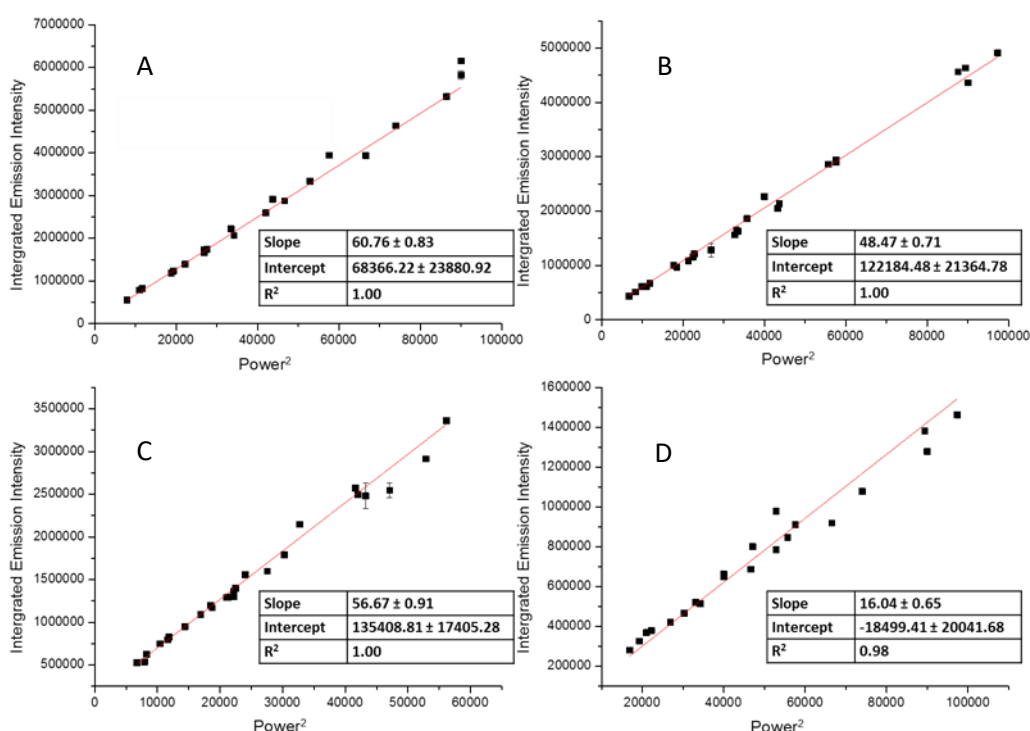 A
Intergrated Emission Intensity
7000000
6000000
5000000
4000000
3000000
2000000
1000000
0
Slope 60.76 ± 0.83
Intercept 68366.22 ± 23880.92
R² 1.00
0 20000 40000 60000 80000 100000
Power²
B
Intergrated Emission Intensity
5000000
4000000
3000000
2000000
1000000
0
Slope 48.47 ± 0.71
Intercept 122184.48 ± 21364.78
R² 1.00
0 20000 40000 60000 80000 100000
Power²
C
Intergrated Emission Intensity
3500000
3000000
2500000
2000000
1500000
1000000
500000
Slope 56.67 ± 0.91
Intercept 135408.81 ± 17405.28
R² 1.00
0 10000 20000 30000 40000 50000 60000
Power²
D
Intergrated Emission Intensity
1600000
1400000
1200000
1000000
800000
600000
400000
200000
Slope 16.04 ± 0.65
Intercept -18499.41 ± 20041.68
R² 0.98
20000 40000 60000 80000 100000
Power²